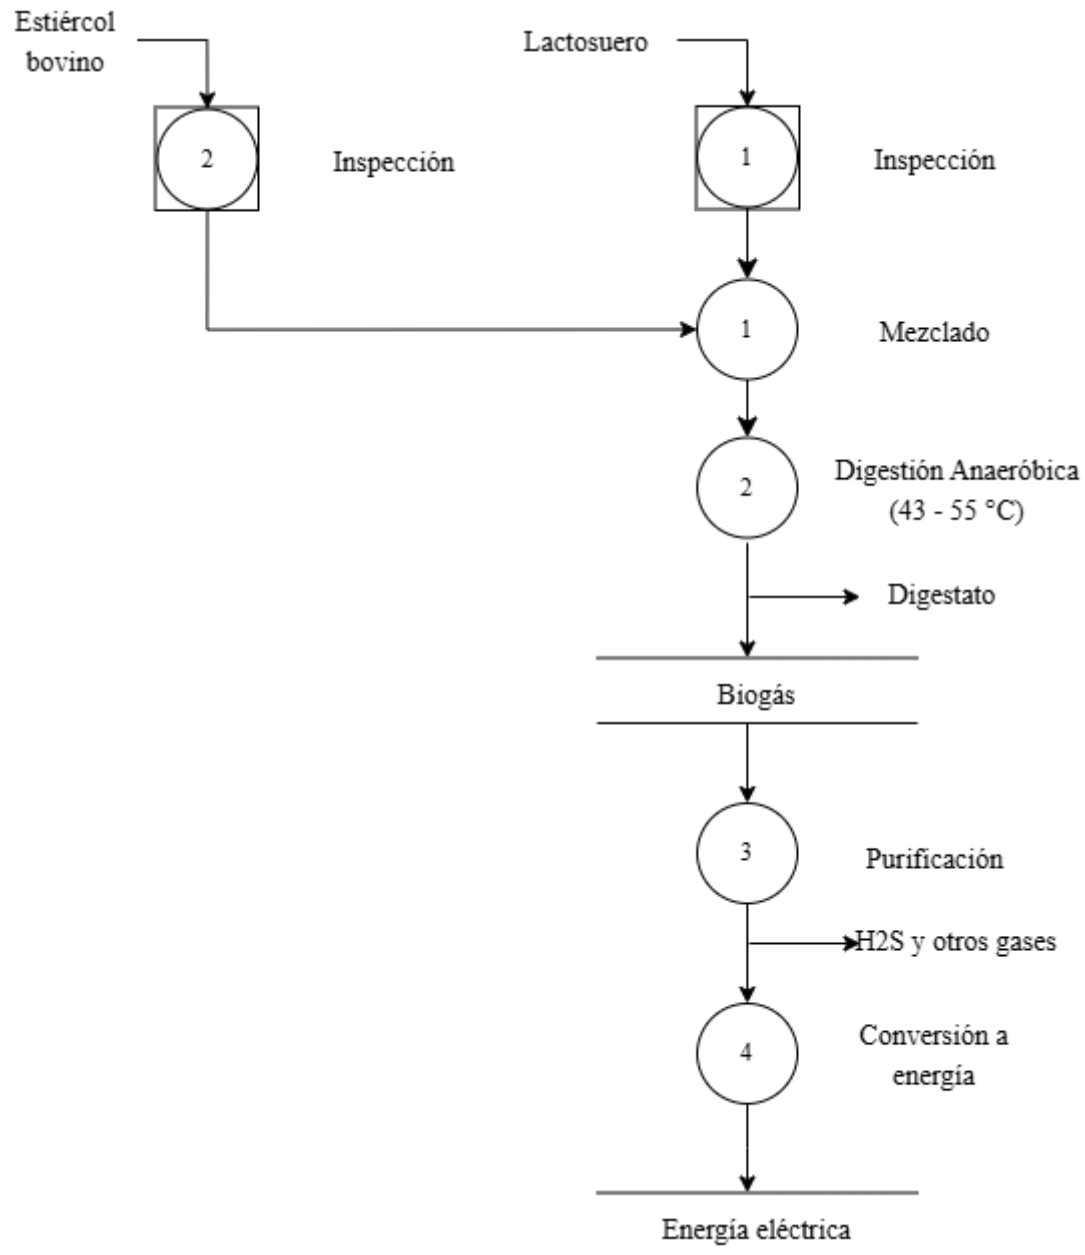 Estiércol
bovino
Lactosuero
2
Inspección
1
Inspección
1
Mezclado
2
Digestión Anaeróbica
(43 - 55 °C)
Digestato
Biogás
3
Purificación
H2S y otros gases
4
Conversión a
energía
Energía eléctrica